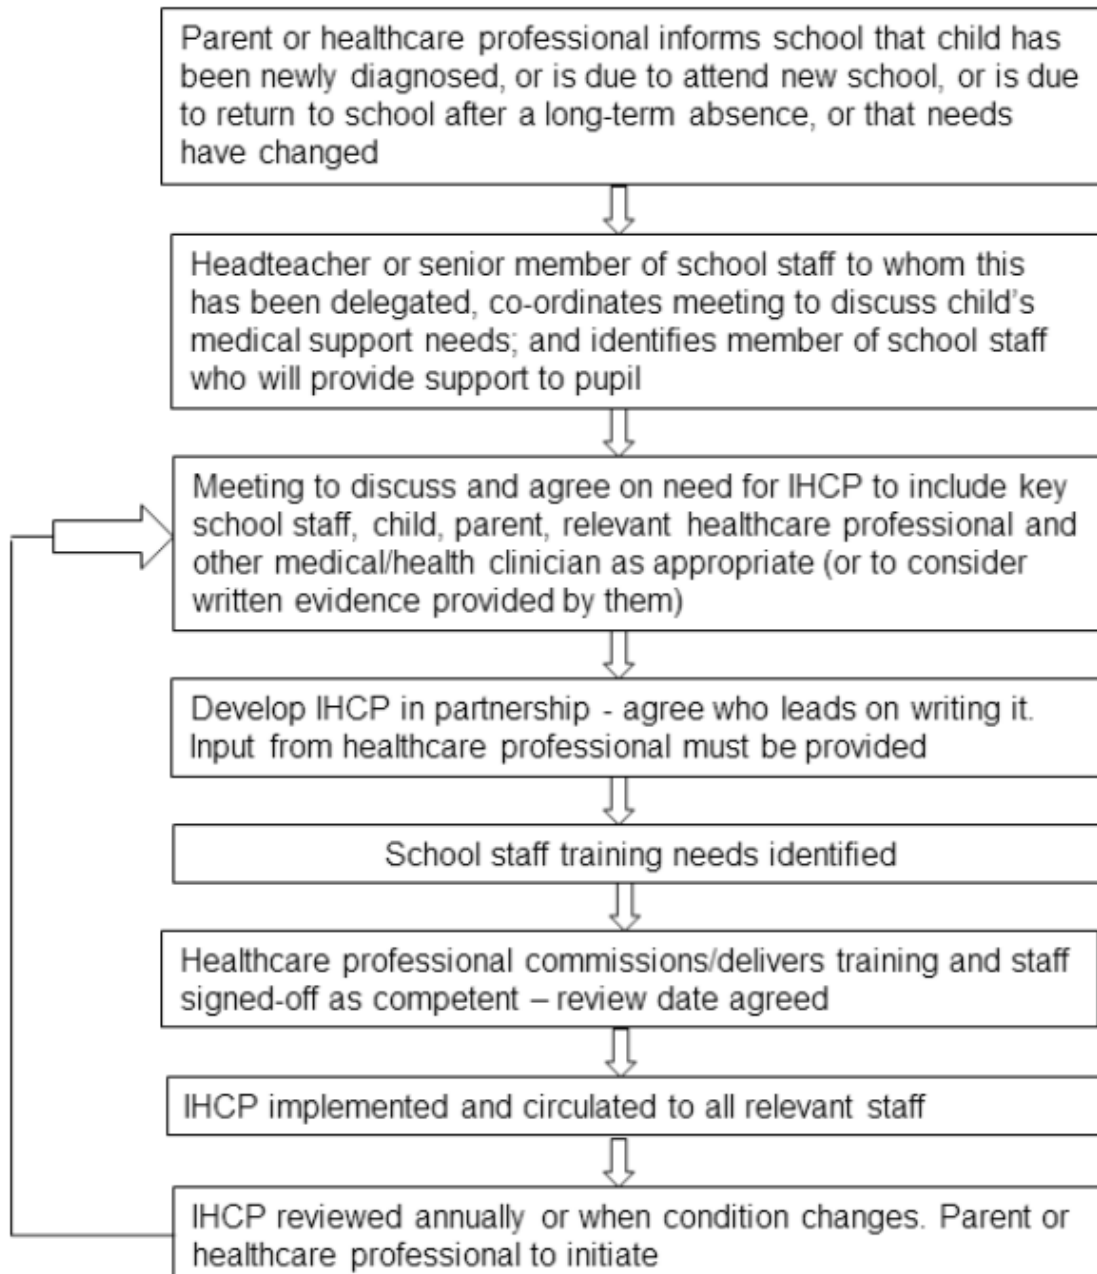 Parent or healthcare professional informs school that child has
been newly diagnosed, or is due to attend new school, or is due
to return to school after a long-term absence, or that needs
have changed
Headteacher or senior member of school staff to whom this
has been delegated, co-ordinates meeting to discuss child's
medical support needs; and identifies member of school staff
who will provide support to pupil
Meeting to discuss and agree on need for IHCP to include key
school staff, child, parent, relevant healthcare professional and
other medical/health clinician as appropriate (or to consider
written evidence provided by them)
Develop IHCP in partnership - agree who leads on writing it.
Input from healthcare professional must be provided
School staff training needs identified
Healthcare professional commissions/delivers training and staff
signed-off as competent – review date agreed
IHCP implemented and circulated to all relevant staff
IHCP reviewed annually or when condition changes. Parent or
healthcare professional to initiate